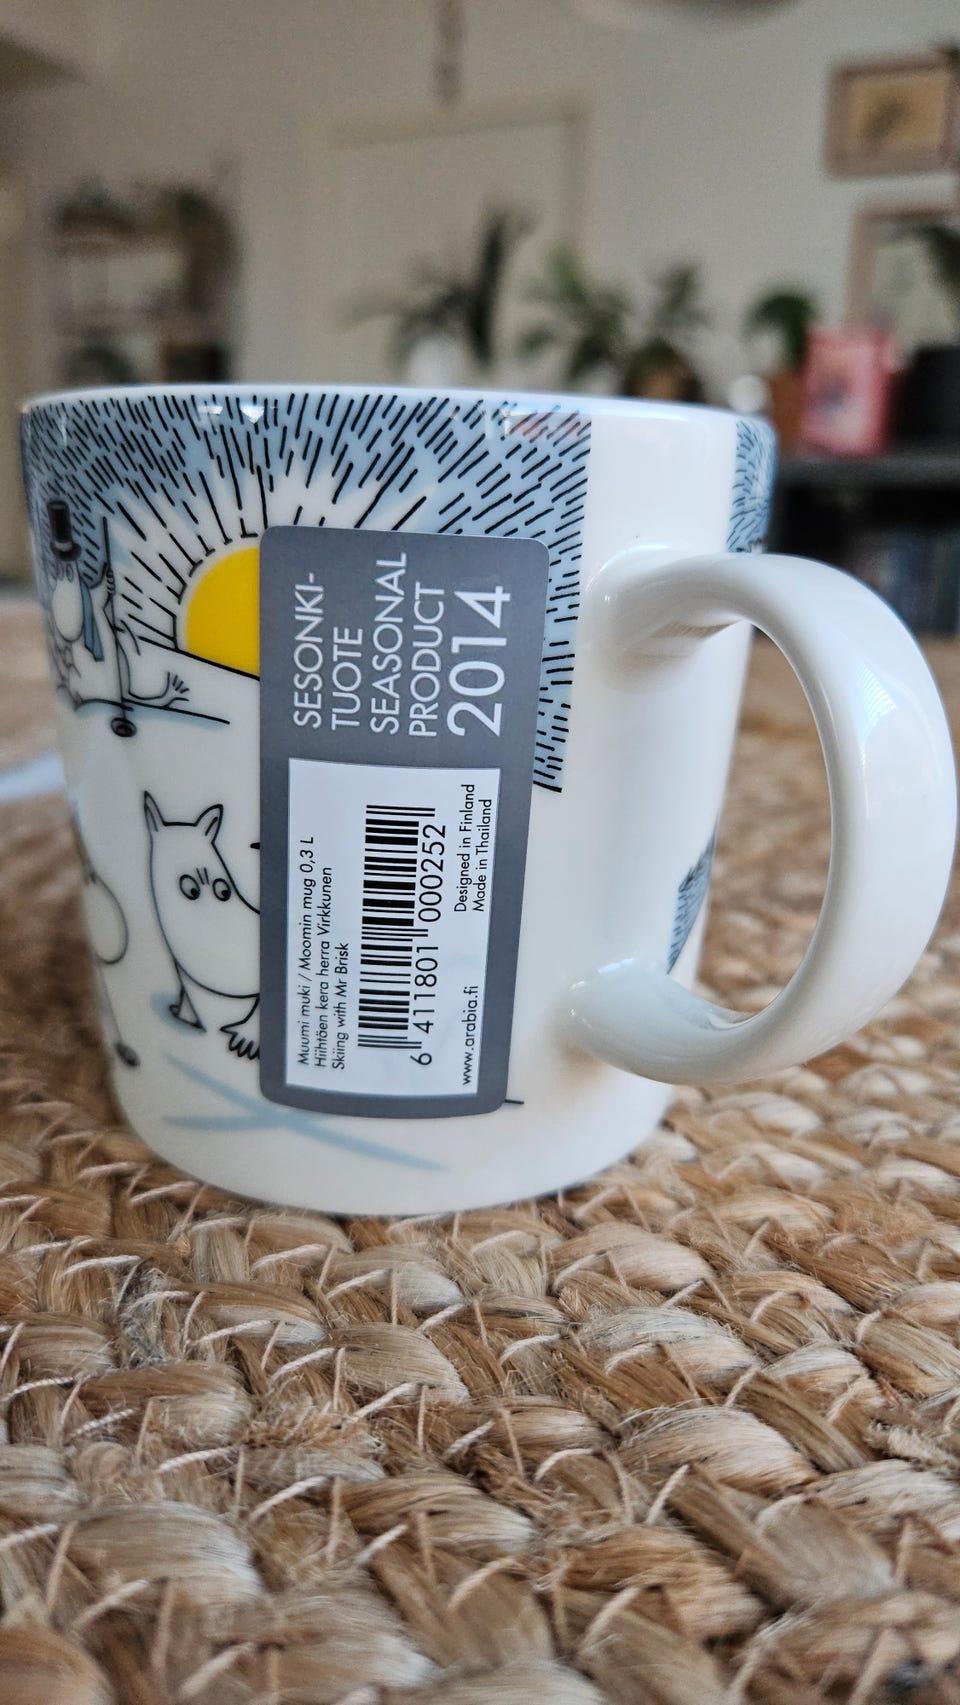 SESONKI-
TUOTE
SEASONAL
PRODUCT
2014
Muumi muki / Moomin mug 0,3 L
Hiihtäen kera herra Virkkunen
Skiing with Mr Brisk
6 411801 000252
Designed in Finland
Made in Thailand
www.arabia.fi